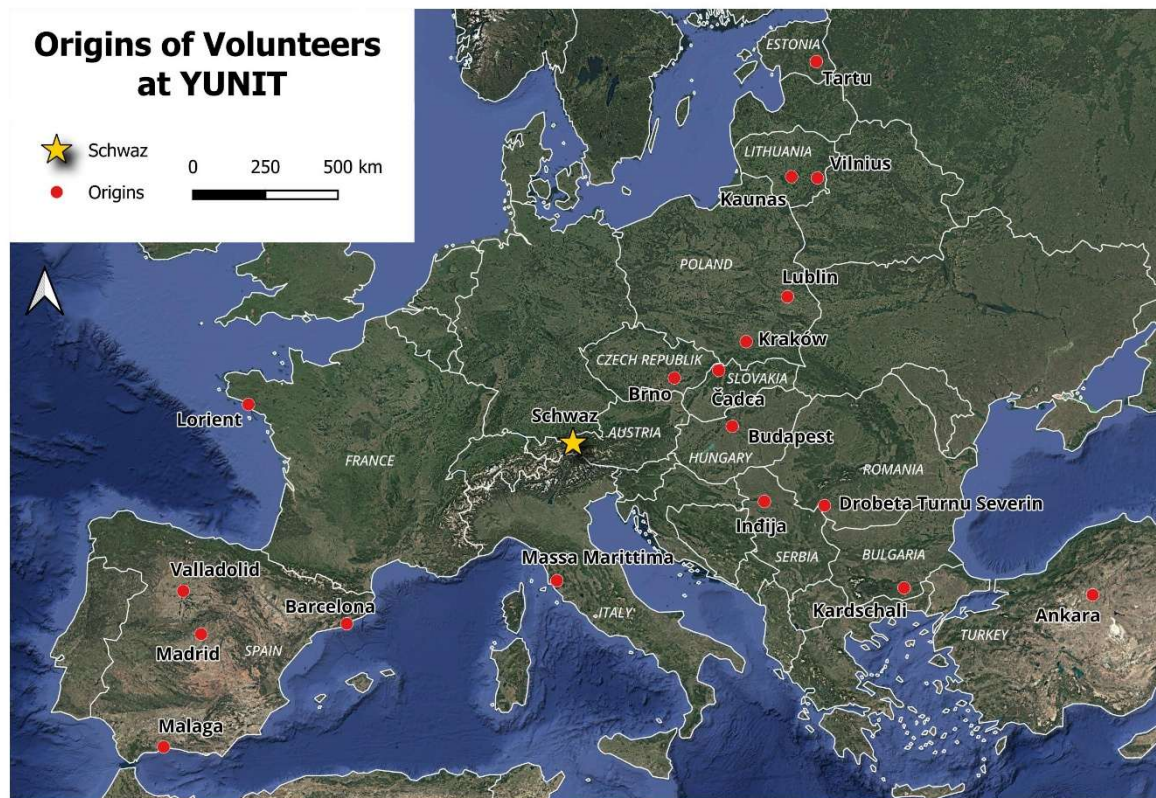 Origins of Volunteers
at YUNIT
Schwaz
0 250 500 km
Origins
ESTONIA
Tartu
LITHUANIA
Vilnius
Kaunas
POLAND
Lublin
Kraków
CZECH REPUBLIK
SLOVAKIA
Brno
Čadca
Lorient
Schwaz
AUSTRIA
Budapest
HUNGARY
FRANCE
ROMANIA
Drobeta Turnu Severin
Inđija
SERBIA
BULGARIA
Massa Marittima
Valladolid
Barcelona
ITALY
Kardschali
Ankara
TURKEY
Madrid
SPAIN
Malaga